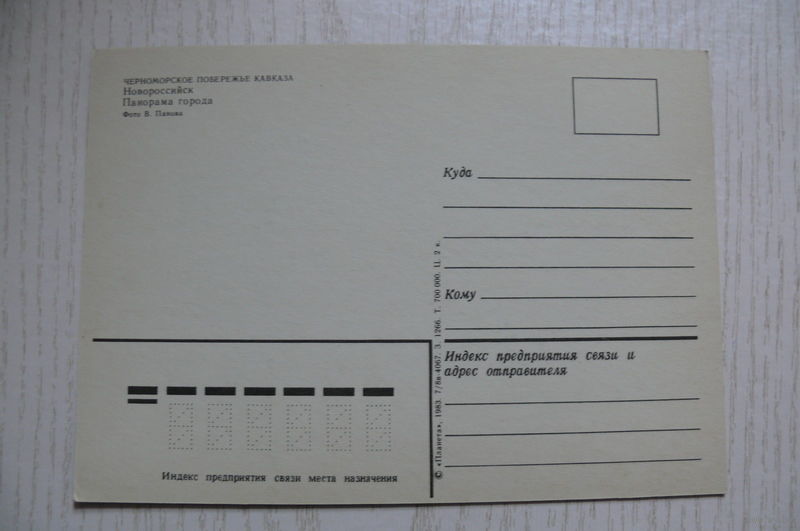 ЧЕРНОМОРСКОЕ ПОБЕРЕЖЬЕ КАВКАЗА
Новороссийск
Панорама города
Фото В. Панова
Куда
Кому
Индекс предприятия связи и
адрес отправителя
© «Планета», 1983. 7/8в-4067. З. 1266. Т. 700 000. Ц. 2 к.
Индекс предприятия связи места назначения